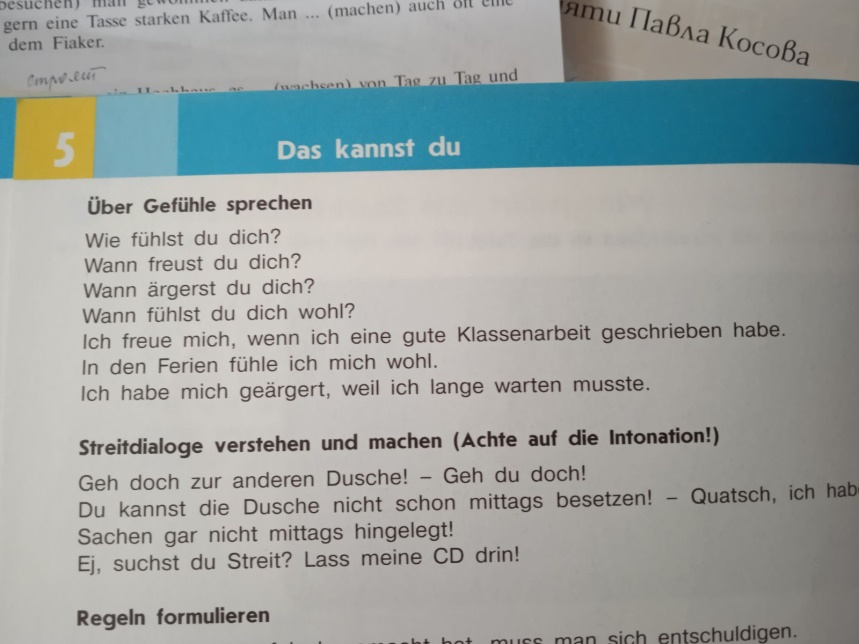 gern eine Tasse starken Kaffee. Man ... (machen) auch oft eine
dem Fiaker.
яти Павла Косова
(wachsen) von Tag zu Tag und
5
Das kannst du
Über Gefühle sprechen
Wie fühlst du dich?
Wann freust du dich?
Wann ärgerst du dich?
Wann fühlst du dich wohl?
Ich freue mich, wenn ich eine gute Klassenarbeit geschrieben habe.
In den Ferien fühle ich mich wohl.
Ich habe mich geärgert, weil ich lange warten musste.
Streitdialoge verstehen und machen (Achte auf die Intonation!)
Geh doch zur anderen Dusche! – Geh du doch!
Du kannst die Dusche nicht schon mittags besetzen! – Quatsch, ich hab
Sachen gar nicht mittags hingelegt!
Ej, suchst du Streit? Lass meine CD drin!
Regeln formulieren
muss man sich entschuldigen.